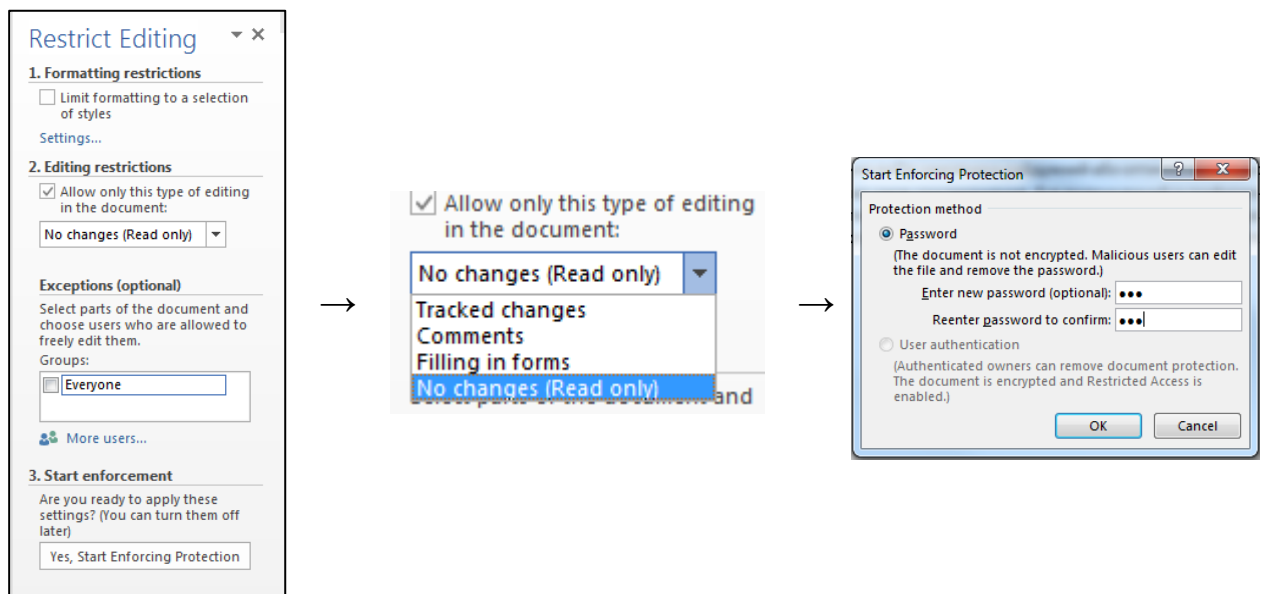 Restrict Editing
1. Formatting restrictions
Limit formatting to a selection
of styles
Settings...
2. Editing restrictions
Allow only this type of editing
in the document:
No changes (Read only)
Exceptions (optional)
Select parts of the document and
choose users who are allowed to
freely edit them.
Groups:
Everyone
More users...
3. Start enforcement
Are you ready to apply these
settings? (You can turn them off
later)
Yes, Start Enforcing Protection
→
Allow only this type of editing
in the document:
No changes (Read only)
Tracked changes
Comments
Filling in forms
No changes (Read only)
Select parts of the document and
→
Start Enforcing Protection
Protection method
Password
(The document is not encrypted. Malicious users can edit
the file and remove the password.)
Enter new password (optional): •••
Reenter password to confirm: •••
User authentication
(Authenticated owners can remove document protection.
The document is encrypted and Restricted Access is
enabled.)
OK Cancel